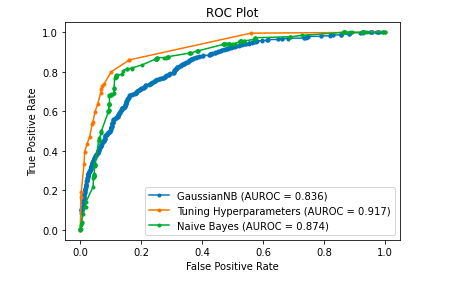 ROC Plot
True Positive Rate
1.0
0.8
0.6
0.4
0.2
0.0
GaussianNB (AUROC = 0.836)
Tuning Hyperparameters (AUROC = 0.917)
Naive Bayes (AUROC = 0.874)
0.0 0.2 0.4 0.6 0.8 1.0
False Positive Rate